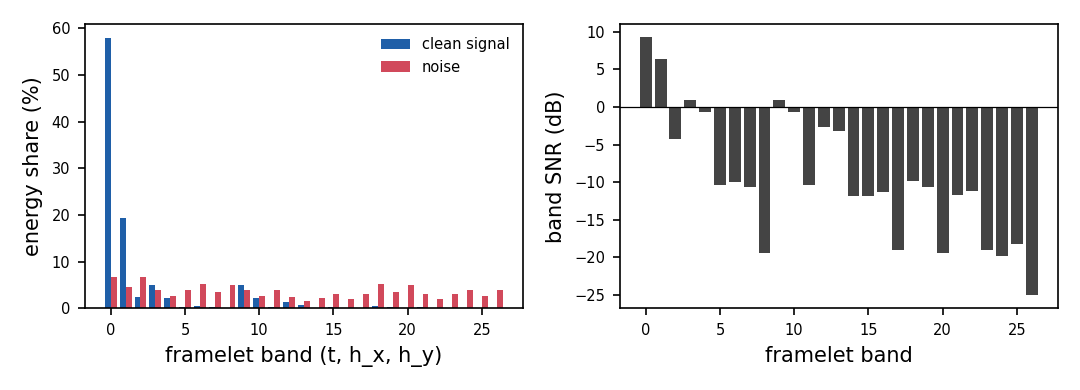 energy share (%)
60
50
40
30
20
10
0
clean signal
noise
0 5 10 15 20 25
framelet band (t, h_x, h_y)
band SNR (dB)
10
5
0
−5
−10
−15
−20
−25
0 5 10 15 20 25
framelet band